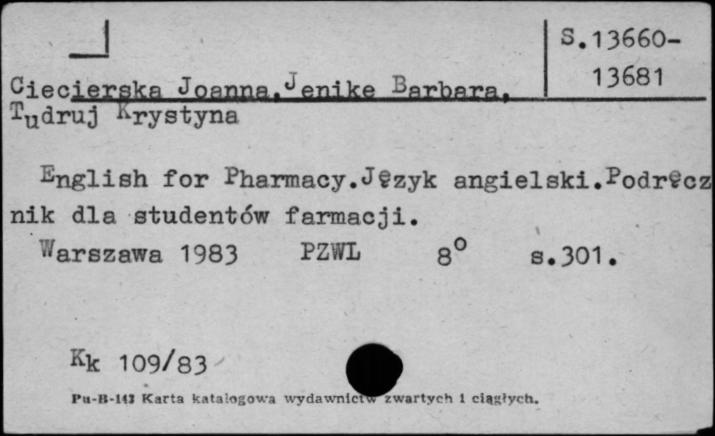 S.13660-
13681
Ciecierska Joanna, Jenike Barbara,
Tudruj Krystyna
English for Pharmacy. Język angielski. Podręcz
nik dla studentów farmacji.
Warszawa 1983 PZWL 8° s.301.
Kk 109/83
Pu-B-143 Karta katalogowa wydawnictw zwartych i ciągłych.